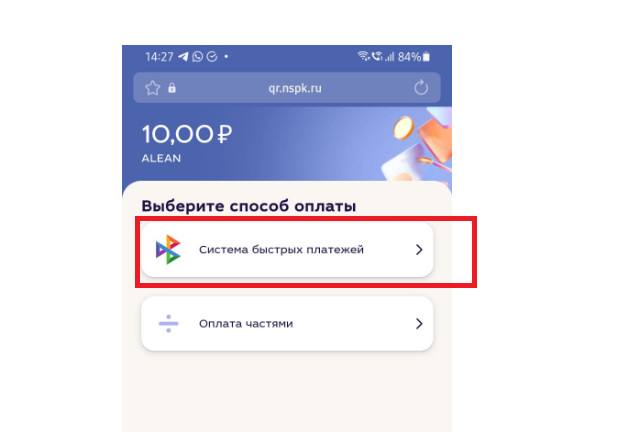 14:27
84%
qr.nspk.ru
10,00 ₽
ALEAN
Выберите способ оплаты
Система быстрых платежей
Оплата частями